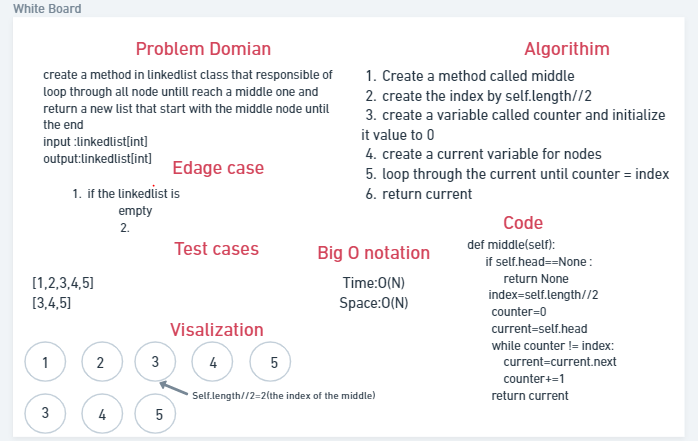 White Board
Problem Domian
create a method in linkedlist class that responsible of
loop through all node untill reach a middle one and
return a new list that start with the middle node until
the end
input :linkedlist[int]
output:linkedlist[int]
Edage case
1. if the linkedlist is
empty
2.
Test cases
[1,2,3,4,5]
[3,4,5]
Big O notation
Time:O(N)
Space:O(N)
Visalization
1 2 3 4 5
Self.length//2=2(the index of the middle)
3 4 5
Algorithim
1. Create a method called middle
2. create the index by self.length//2
3. create a variable called counter and initialize
it value to 0
4. create a current variable for nodes
5. loop through the current until counter = index
6. return current
Code
def middle(self):
if self.head==None :
return None
index=self.length//2
counter=0
current=self.head
while counter != index:
current=current.next
counter+=1
return current